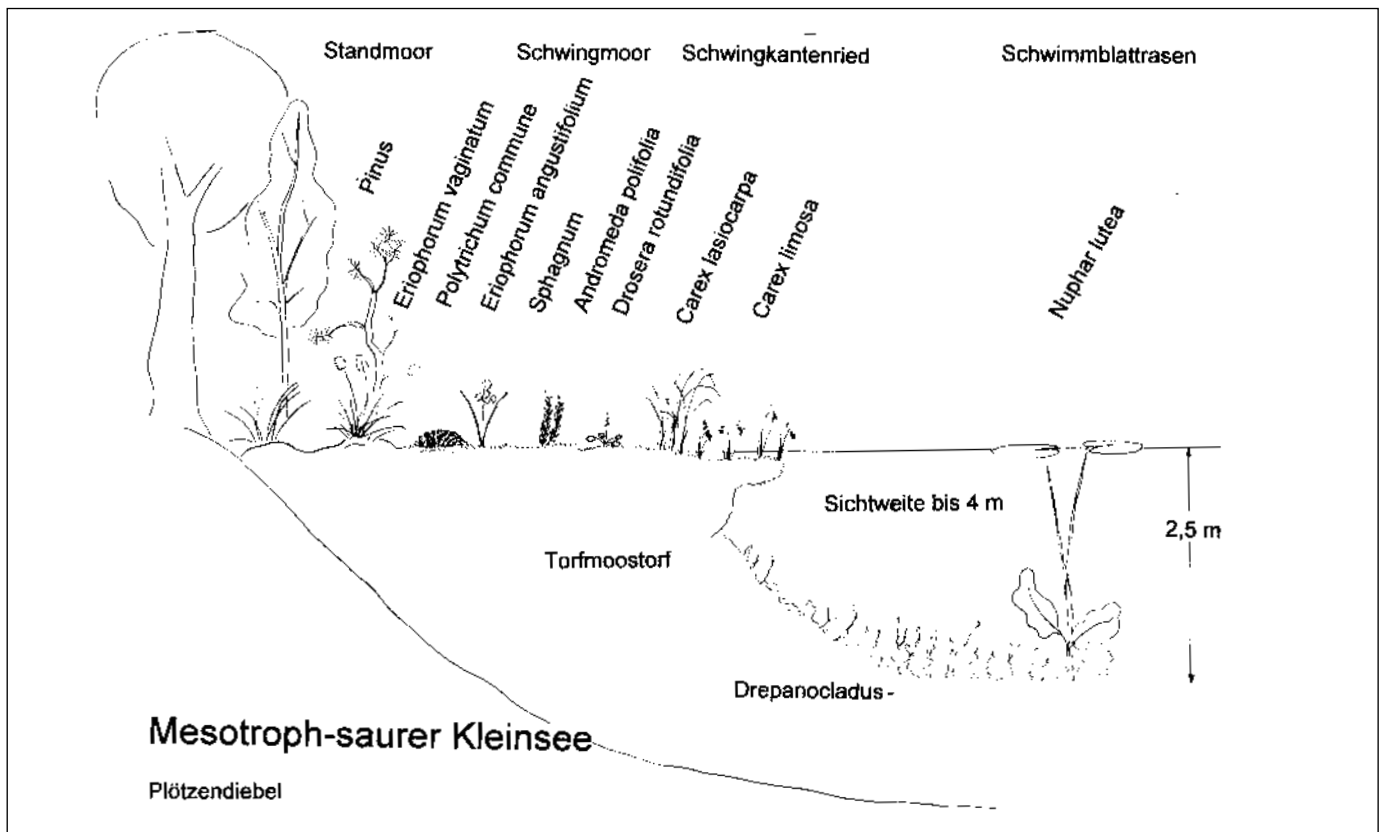 Standmoor Schwingmoor Schwingkantenried Schwimmblattrasen
Pinus
Eriophorum vaginatum
Polytrichum commune
Eriophorum angustifolium
Sphagnum
Andromeda polifolia
Drosera rotundifolia
Carex lasiocarpa
Carex limosa
Nuphar lutea
Sichtweite bis 4 m
2,5 m
Torfmoostorf
Drepanocladus-
Mesotroph-saurer Kleinsee
Plötzendiebel